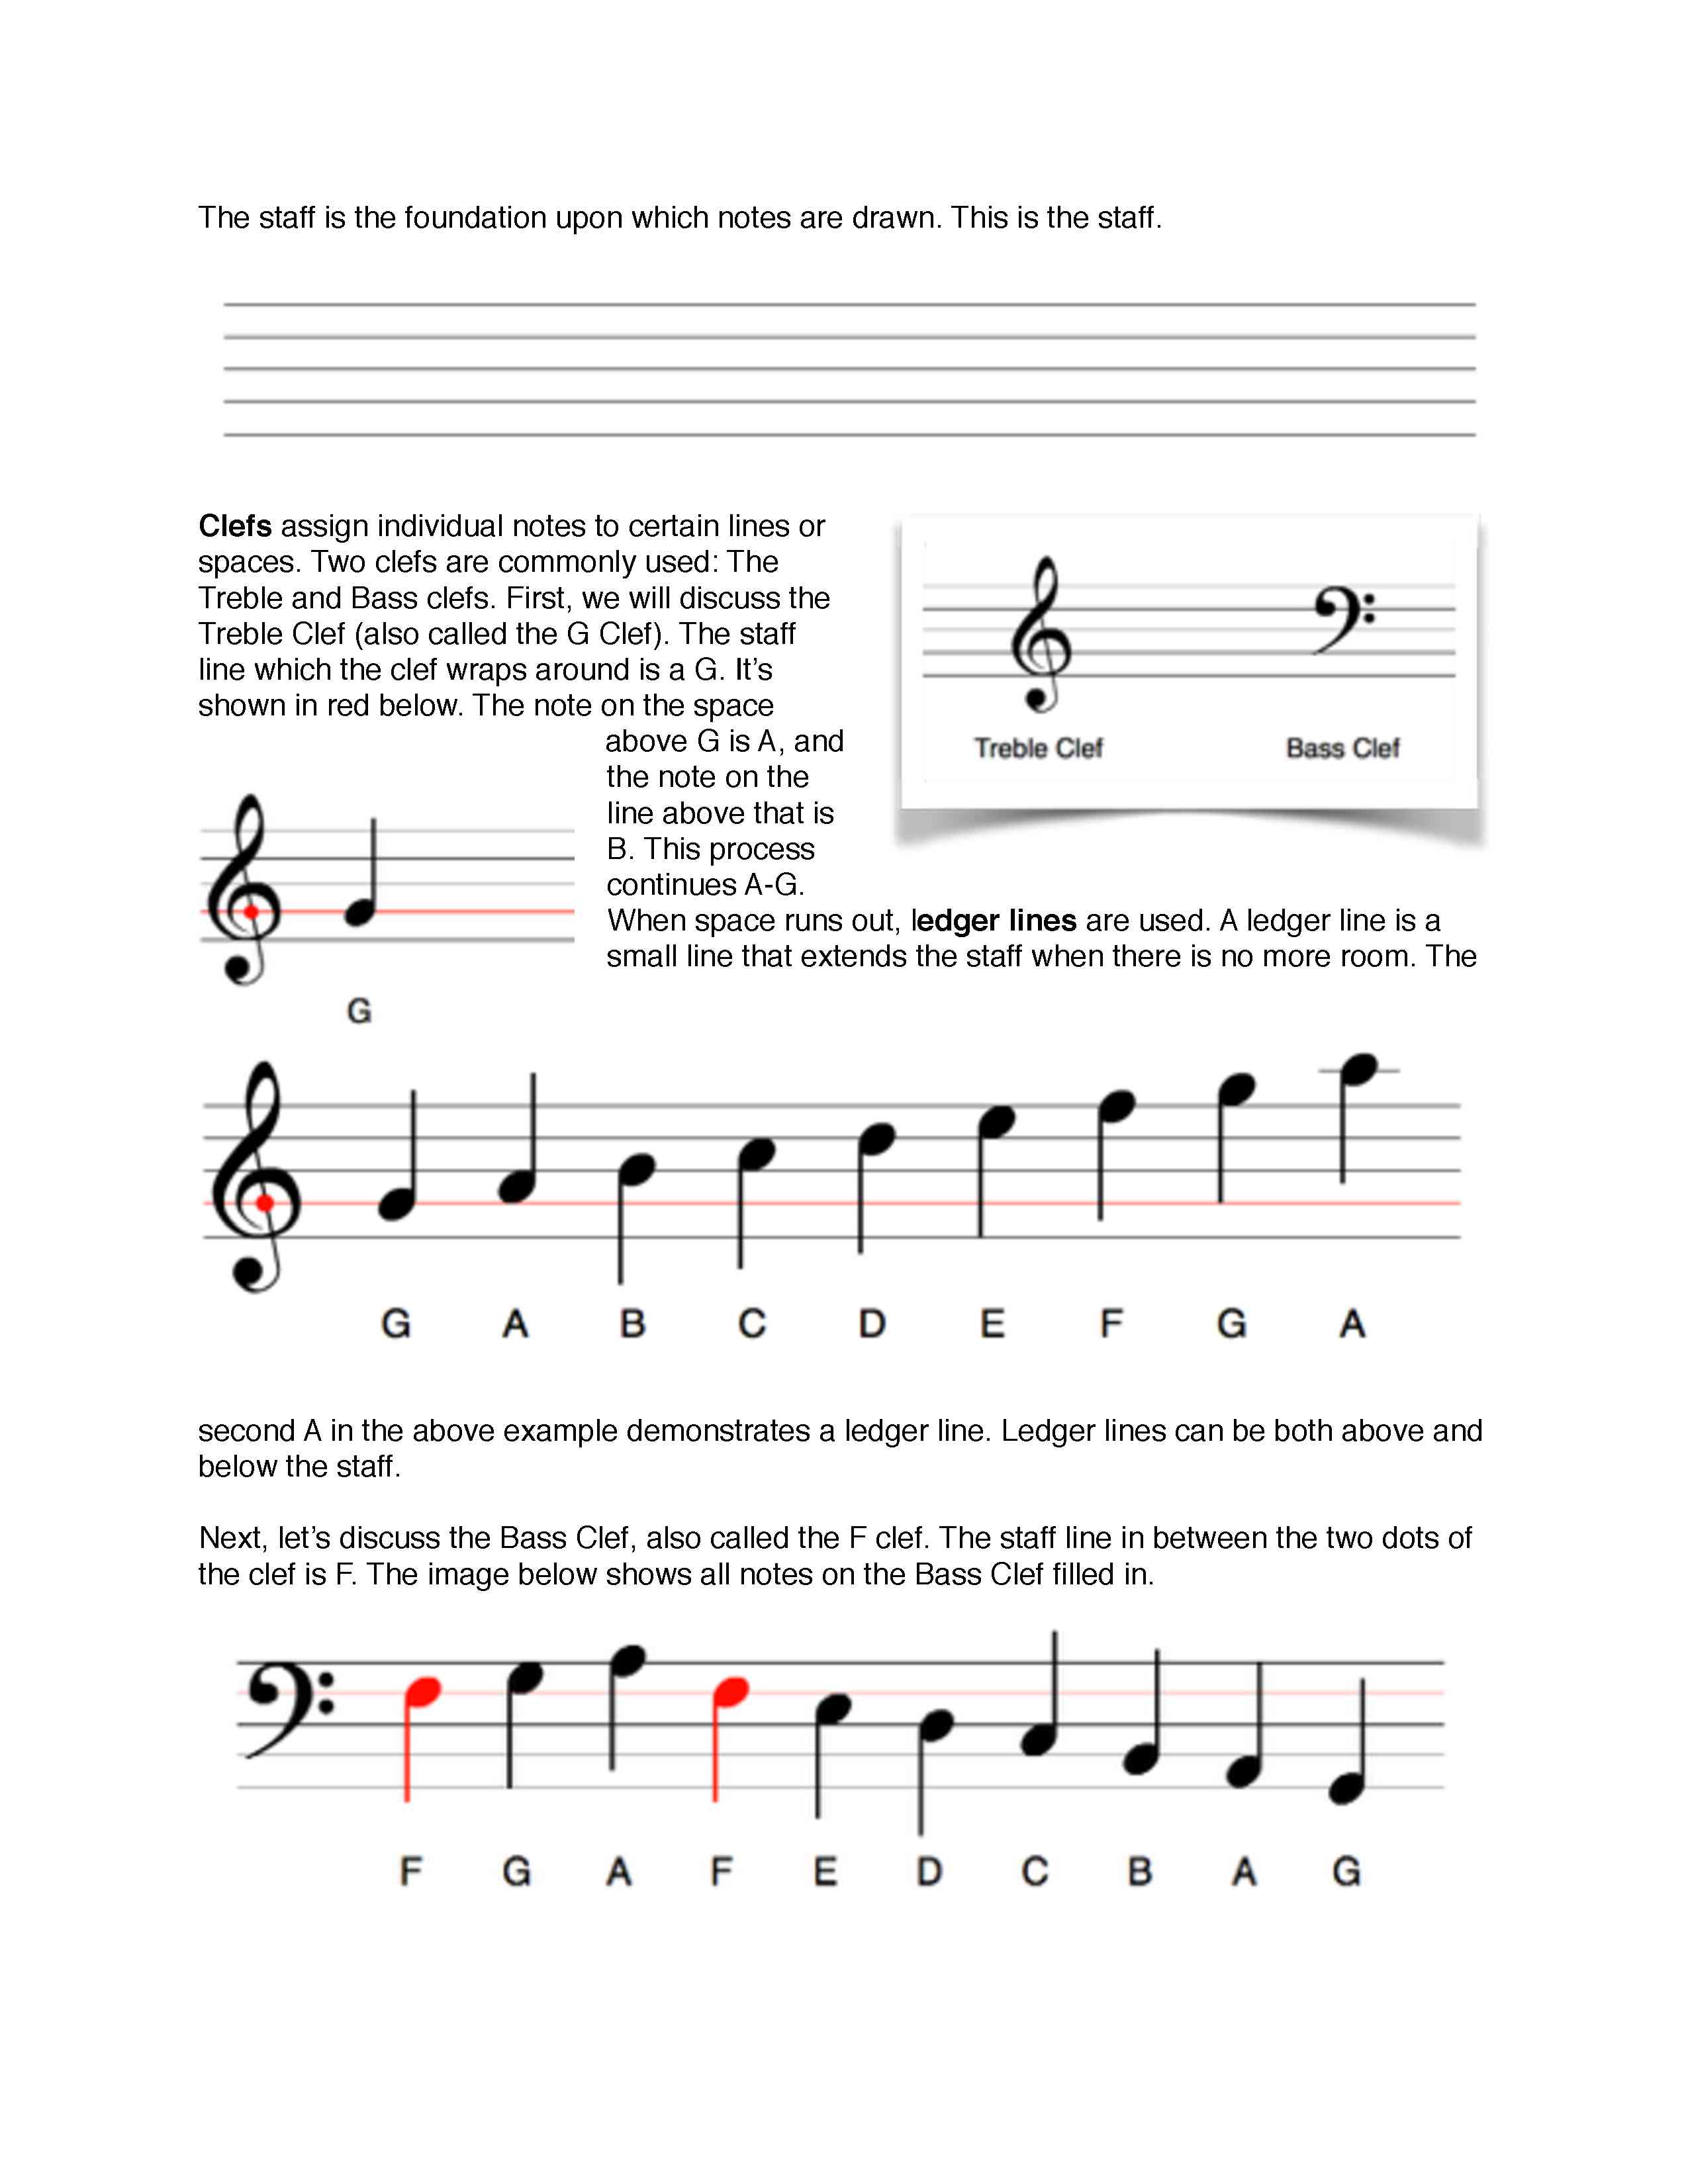 The staff is the foundation upon which notes are drawn. This is the staff.
Clefs assign individual notes to certain lines or
spaces. Two clefs are commonly used: The
Treble and Bass clefs. First, we will discuss the
Treble Clef (also called the G Clef). The staff
line which the clef wraps around is a G. It’s
shown in red below. The note on the space
above G is A, and
the note on the
line above that is
B. This process
continues A-G.
Treble Clef Bass Clef
When space runs out, ledger lines are used. A ledger line is a
small line that extends the staff when there is no more room. The
G
G A B C D E F G A
second A in the above example demonstrates a ledger line. Ledger lines can be both above and
below the staff.
Next, let’s discuss the Bass Clef, also called the F clef. The staff line in between the two dots of
the clef is F. The image below shows all notes on the Bass Clef filled in.
F G A F E D C B A G